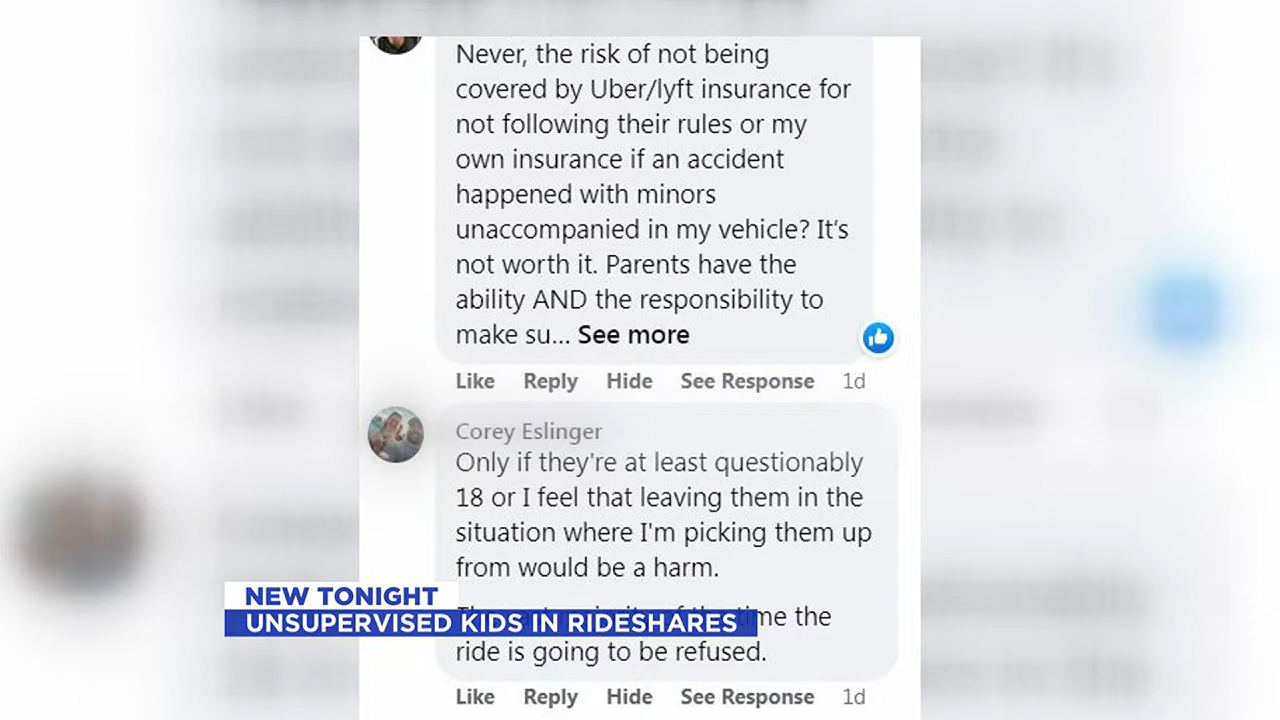 Never, the risk of not being
covered by Uber/lyft insurance for
not following their rules or my
own insurance if an accident
happened with minors
unaccompanied in my vehicle? It's
not worth it. Parents have the
ability AND the responsibility to
make su... See more
Like Reply Hide See Response 1d
Corey Eslinger
Only if they're at least questionably
18 or I feel that leaving them in the
situation where I'm picking them up
from would be a harm.
time the
ride is going to be refused.
Like Reply Hide See Response 1d
NEW TONIGHT
UNSUPERVISED KIDS IN RIDESHARES